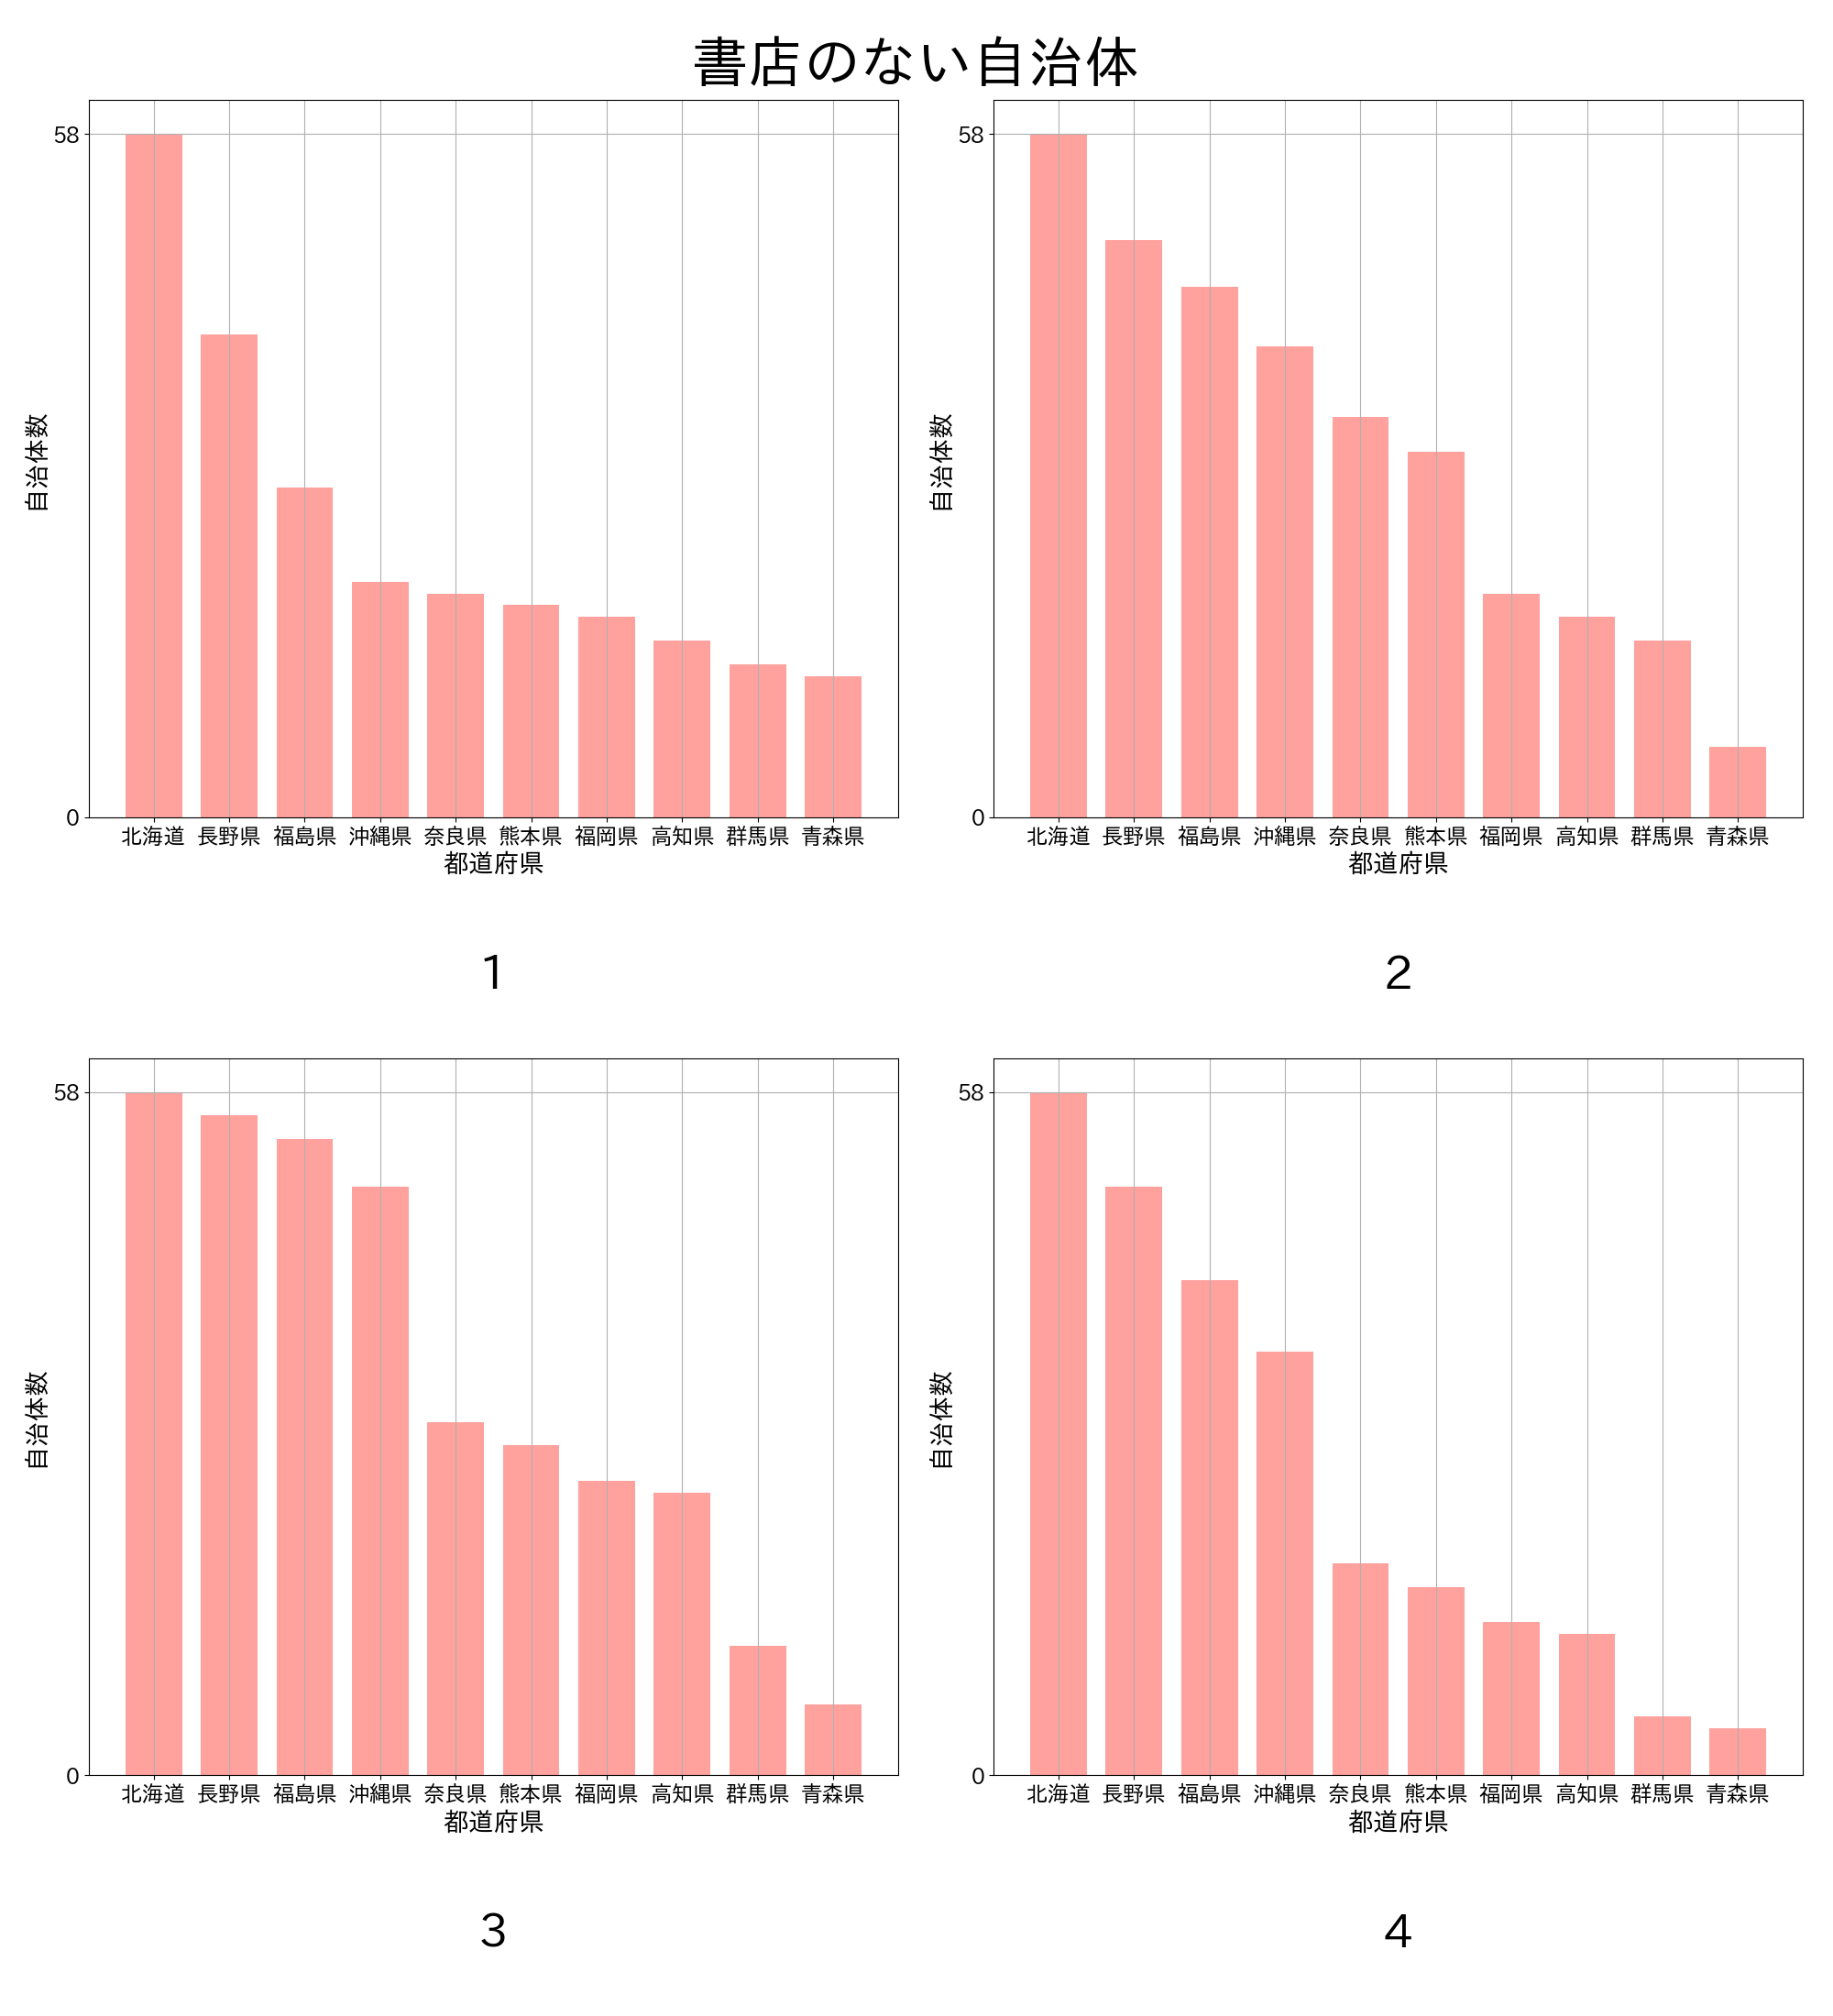 書店のない自治体
58
0
自治体数
北海道 長野県 福島県 沖縄県 奈良県 熊本県 福岡県 高知県 群馬県 青森県
都道府県
1
58
0
自治体数
北海道 長野県 福島県 沖縄県 奈良県 熊本県 福岡県 高知県 群馬県 青森県
都道府県
2
58
0
自治体数
北海道 長野県 福島県 沖縄県 奈良県 熊本県 福岡県 高知県 群馬県 青森県
都道府県
3
58
0
自治体数
北海道 長野県 福島県 沖縄県 奈良県 熊本県 福岡県 高知県 群馬県 青森県
都道府県
4